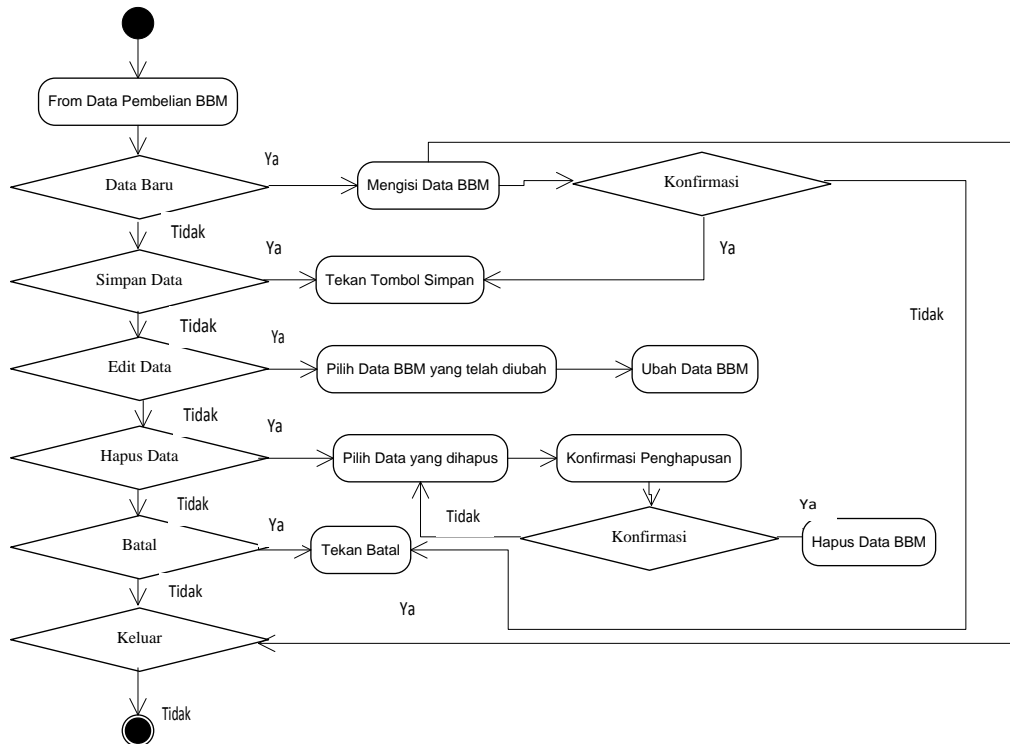 From Data Pembelian BBM
Ya
Data Baru
Mengisi Data BBM
Konfirmasi
Tidak
Ya
Ya
Simpan Data
Tekan Tombol Simpan
Tidak
Tidak
Ya
Edit Data
Pilih Data BBM yang telah diubah
Ubah Data BBM
Tidak
Ya
Hapus Data
Pilih Data yang dihapus
Konfirmasi Penghapusan
Tidak
Ya
Tidak
Ya
Batal
Tekan Batal
Konfirmasi
Hapus Data BBM
Tidak
Ya
Keluar
Tidak